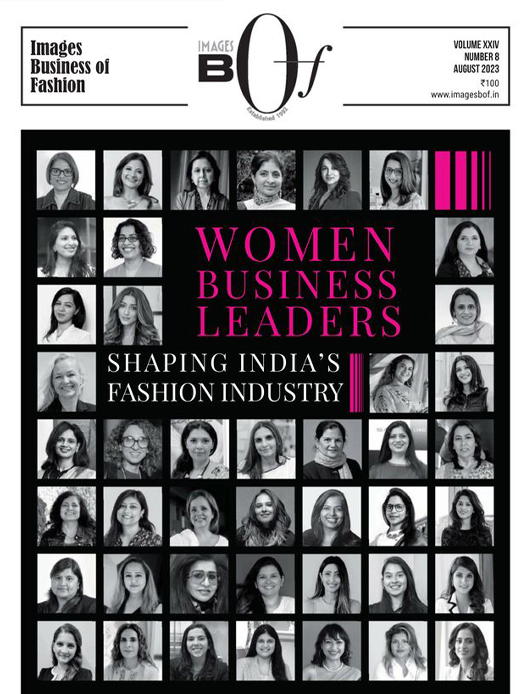 Images
Business of
Fashion
IMAGES
BOf
Established 1992
VOLUME XXIV
NUMBER 8
AUGUST 2023
₹100
www.imagesbof.in
WOMEN
BUSINESS
LEADERS
SHAPING INDIA'S
FASHION INDUSTRY